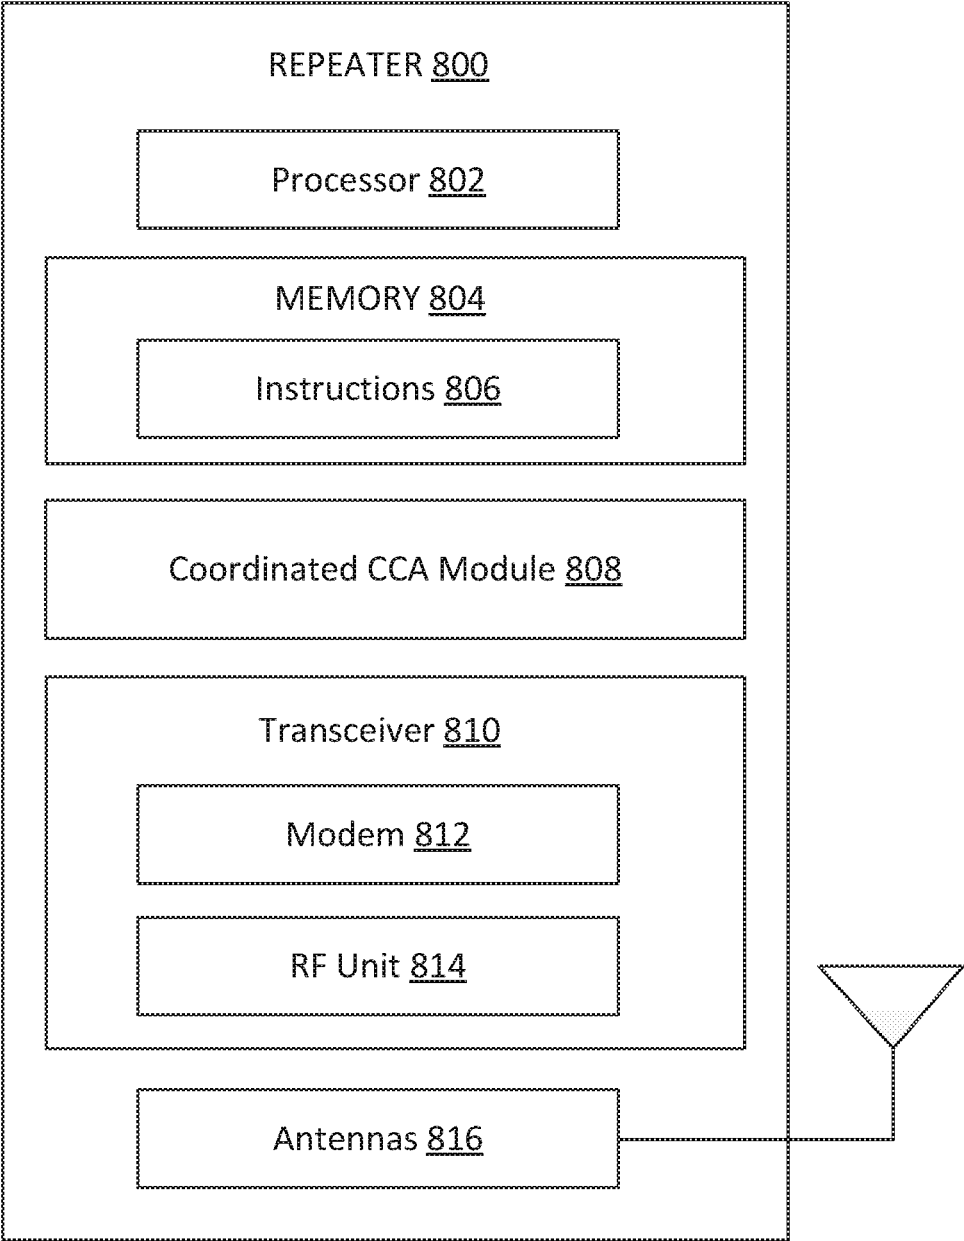 REPEATER 800
Processor 802
MEMORY 804
Instructions 806
Coordinated CCA Module 808
Transceiver 810
Modem 812
RF Unit 814
Antennas 816